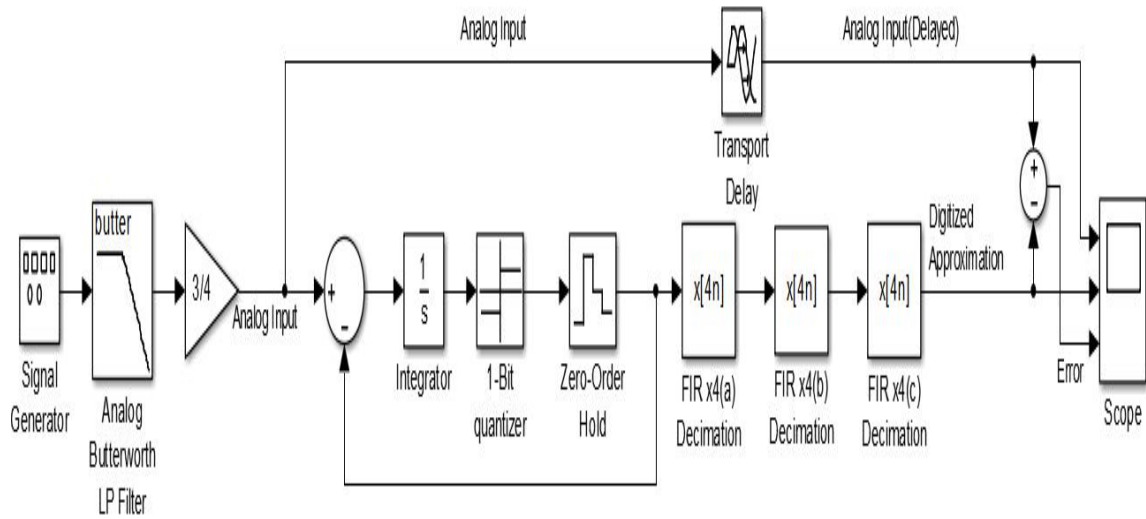 Analog Input
Analog Input(Delayed)
Transport
Delay
butter
3/4
Analog Input
+
-
1
s
x[4n]
x[4n]
x[4n]
Digitized
Approximation
+
-
Signal
Generator
Analog
Butterworth
LP Filter
Integrator
1-Bit
quantizer
Zero-Order
Hold
FIR x4(a)
Decimation
FIR x4(b)
Decimation
FIR x4(c)
Decimation
Error
Scope